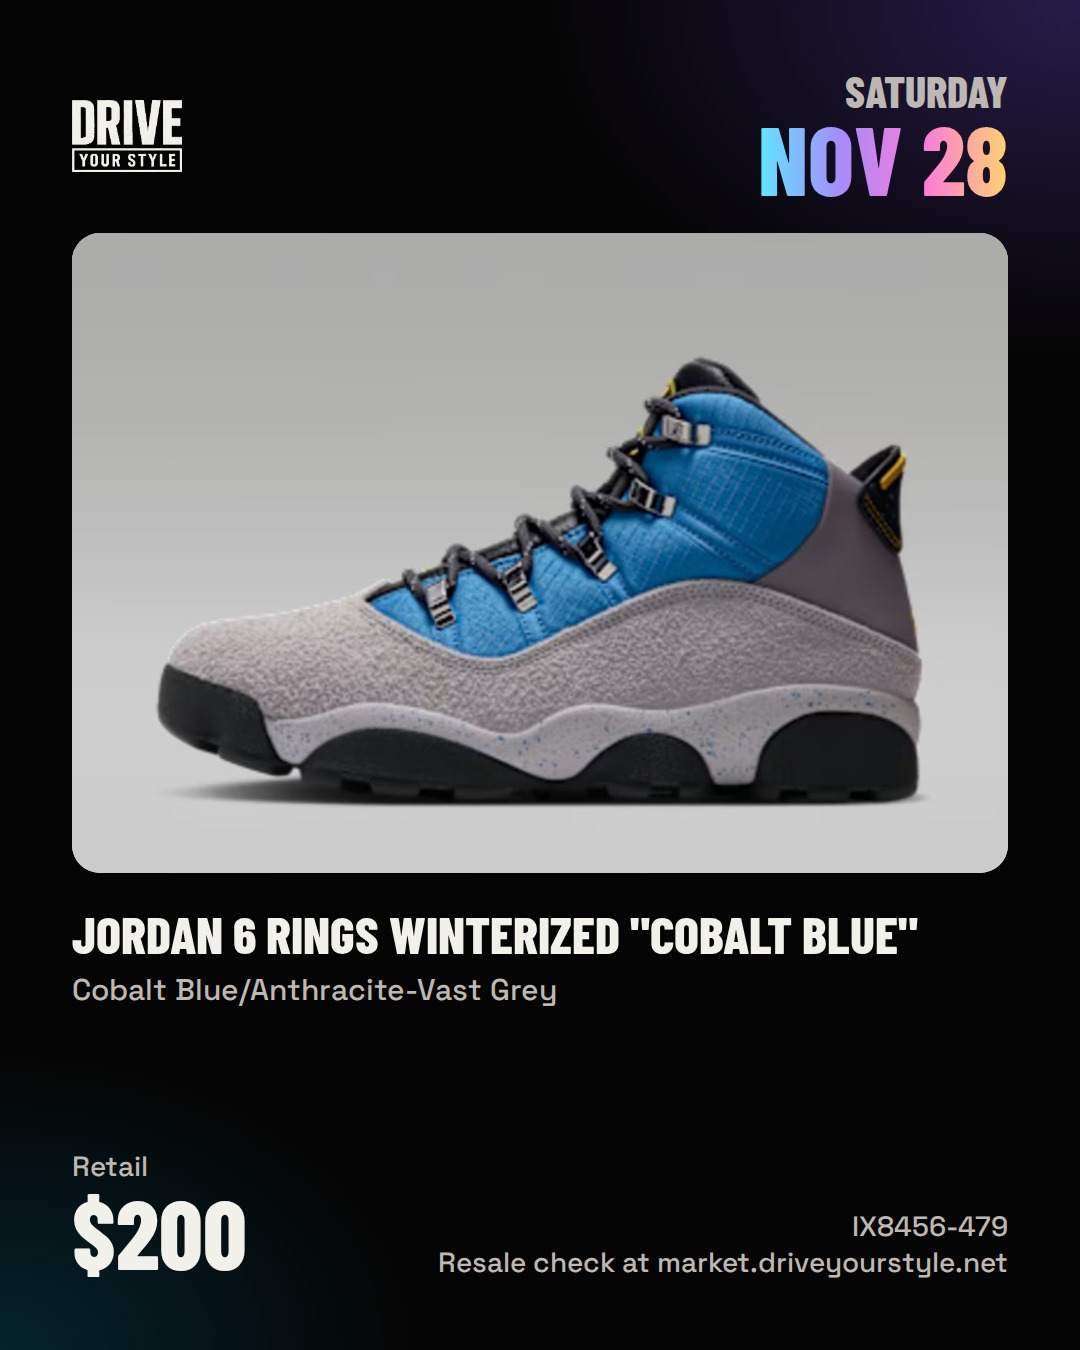 DRIVE
YOUR STYLE
SATURDAY
NOV 28
JORDAN 6 RINGS WINTERIZED "COBALT BLUE"
Cobalt Blue/Anthracite-Vast Grey
Retail
$200
IX8456-479
Resale check at market.driveyourstyle.net